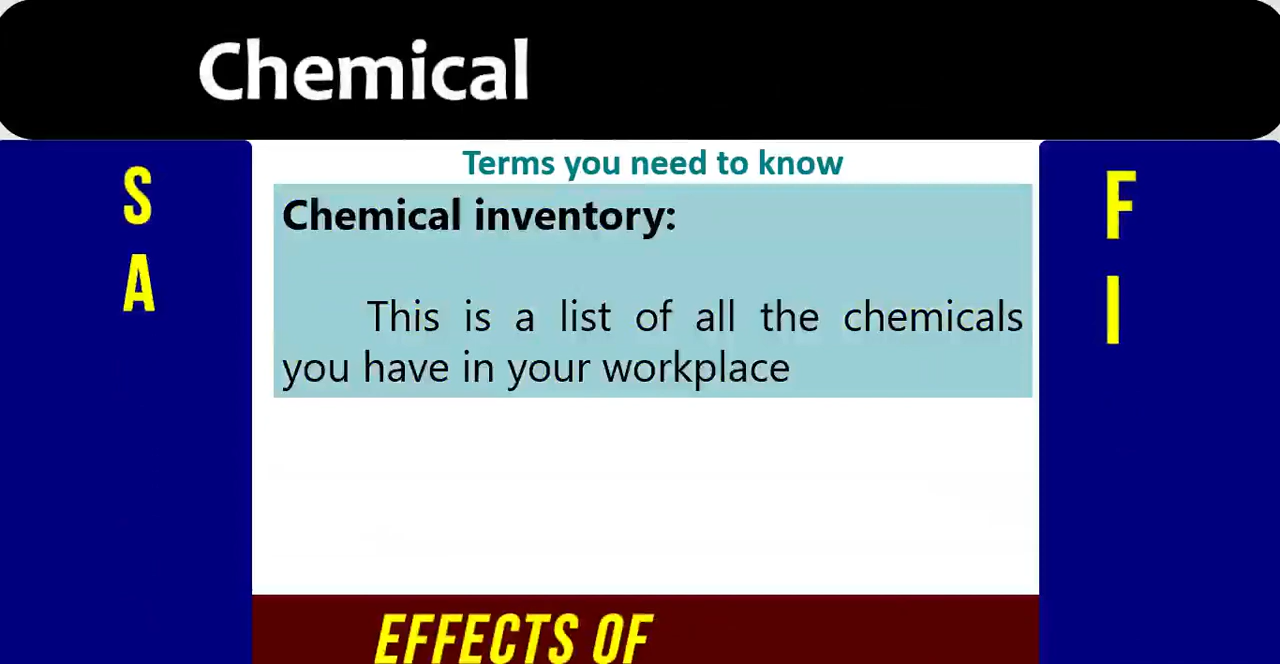 Chemical
S
A
Terms you need to know
Chemical inventory:
This is a list of all the chemicals
you have in your workplace
F
I
EFFECTS OF